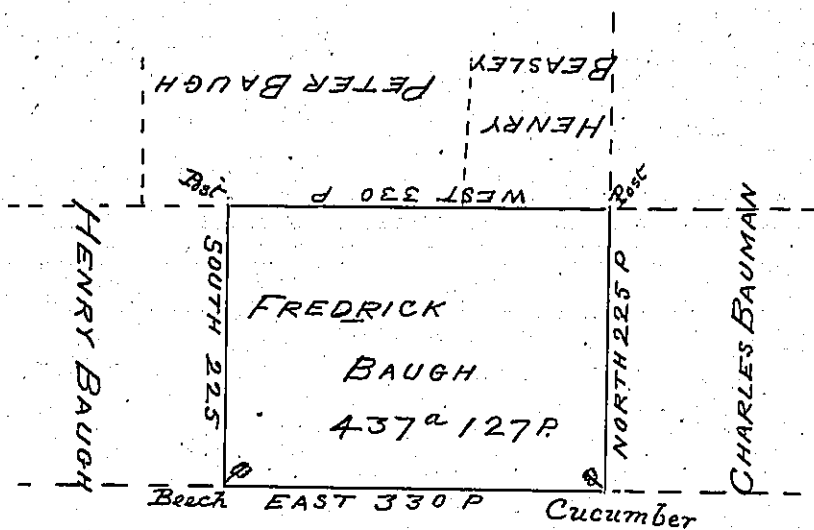 PETER BAUGH
HENRY
BEASLEY
Post
WEST 330 P
Post
HENRY BAUGH
SOUTH 225
FREDRICK
BAUGH
437a 127P.
NORTH 225 P
CHARLES BAUMAN
Beech
EAST 330 P
Cucumber